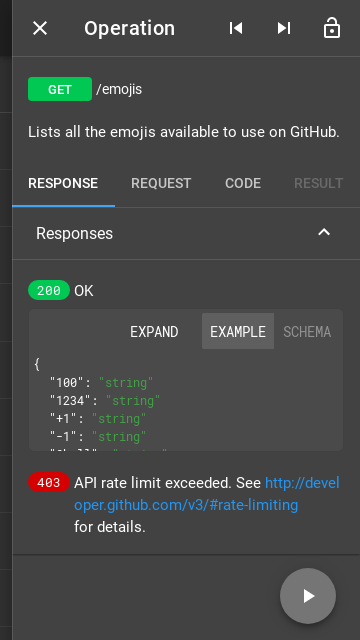 Operation
GET /emojis
Lists all the emojis available to use on GitHub.
RESPONSE REQUEST CODE RESULT
Responses
200 OK
EXPAND EXAMPLE SCHEMA
{
"100": "string"
"1234": "string"
"+1": "string"
"-1": "string"
403 API rate limit exceeded. See http://devel
oper.github.com/v3/#rate-limiting
for details.